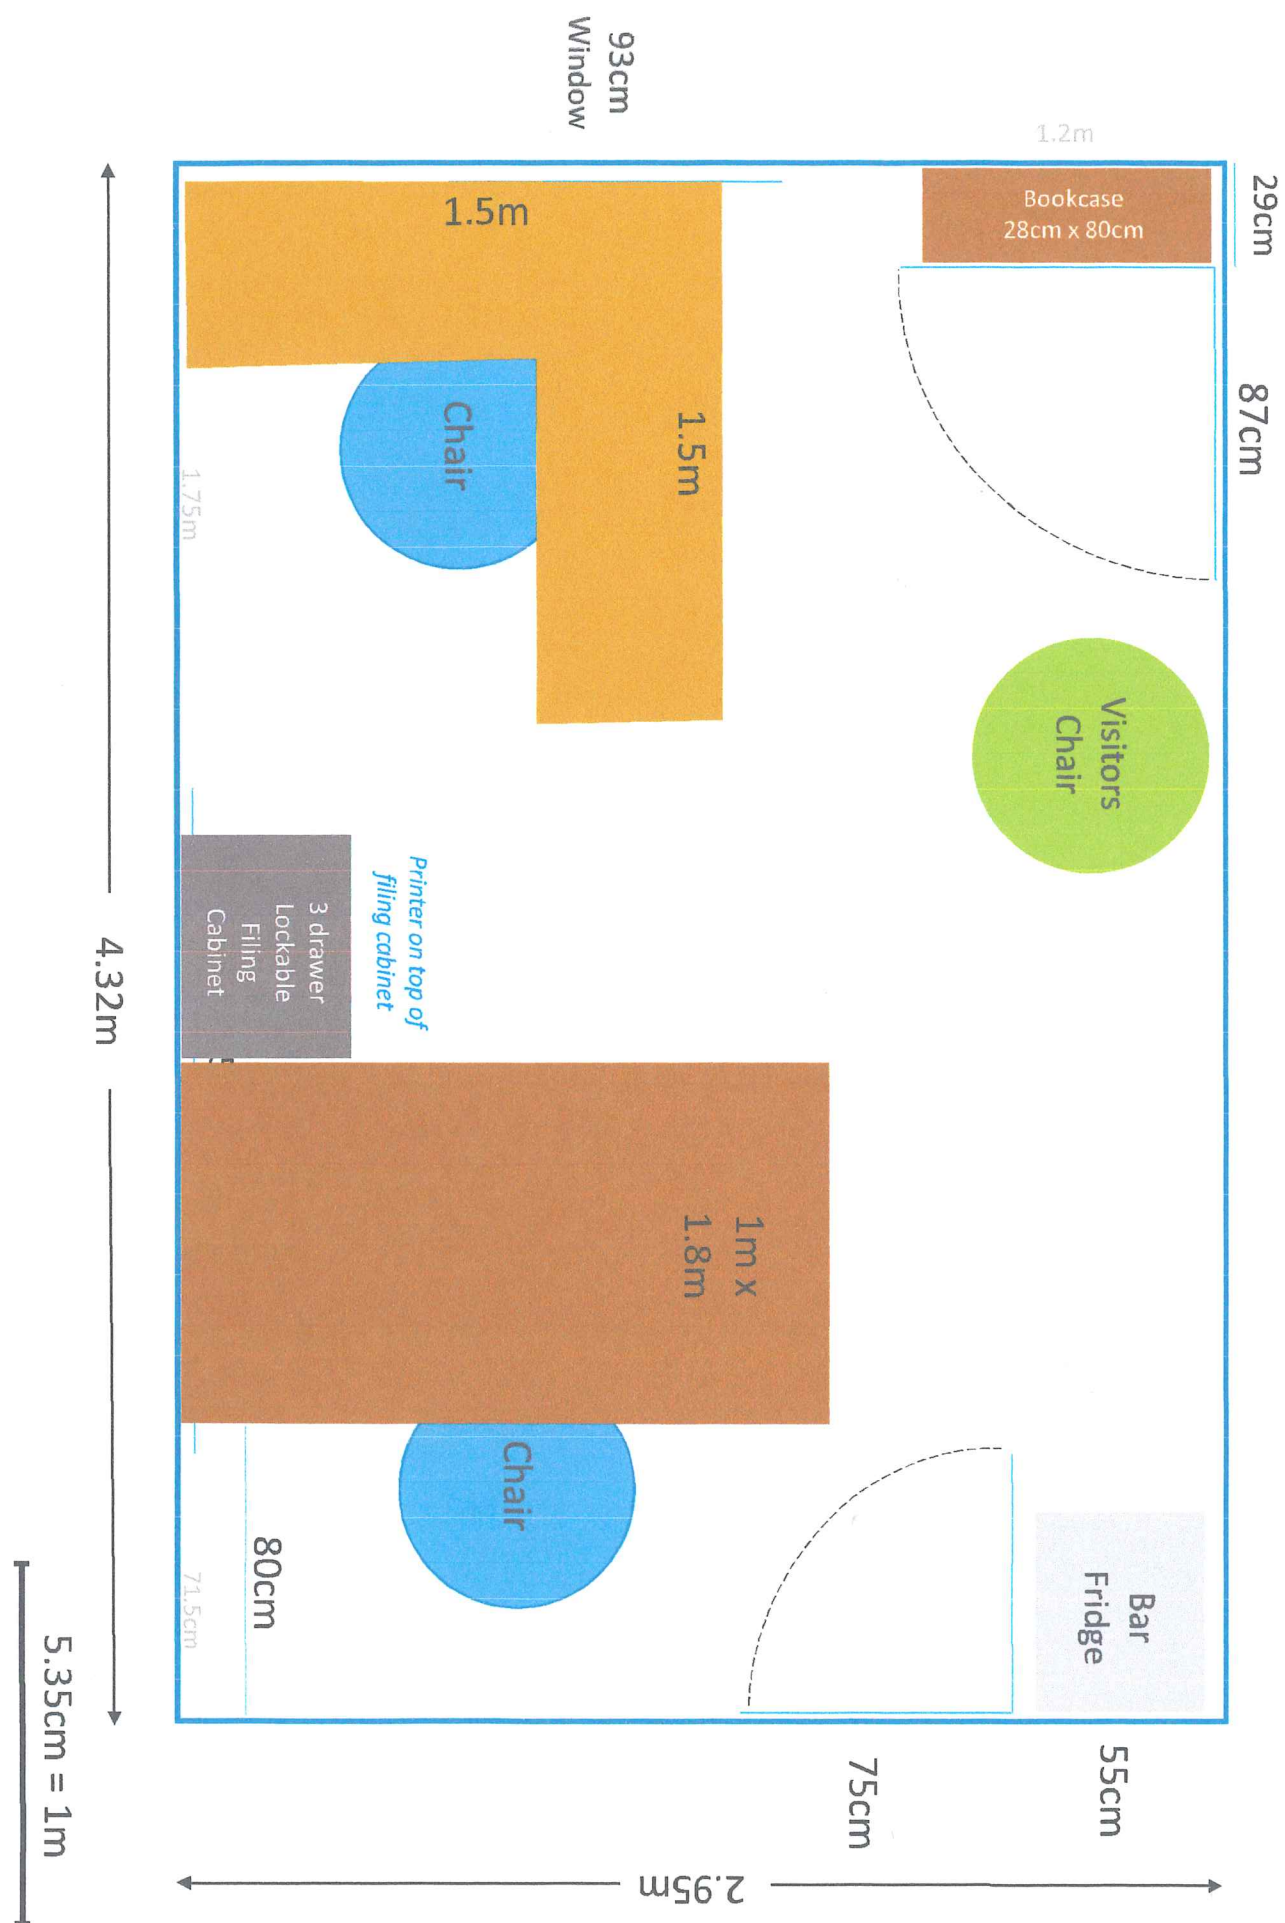 29cm
87cm
55cm
75cm
2.95m
1.2m
Bookcase
28cm x 80cm
Visitors
Chair
Bar
Fridge
93cm
Window
1.5m
1.5m
Chair
1m x
1.8m
Chair
Printer on top of
filing cabinet
3 drawer
Lockable
Filing
Cabinet
80cm
1.75m
71.5cm
4.32m
5.35cm = 1m